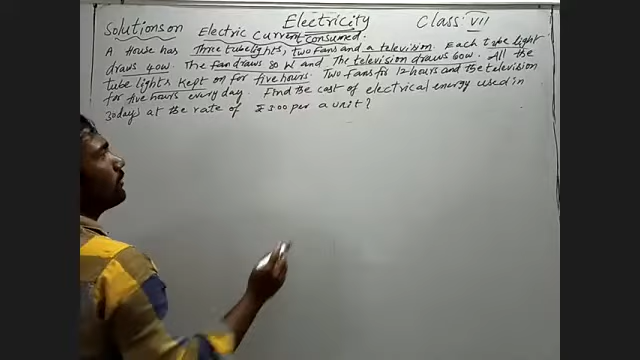 Electricity Class: VII
Solutions on Electric Current consumed.
A House has Three tubelights, two Fans and a television. Each tube light
draws 40W. The fan draws 80 W and The television draws 60W. All the
tube lights kept on for five hours. Two fans for 12 hours and the television
for five hours every day. Find the cost of electrical energy used in
30 days at the rate of ₹ 3.00 per a unit?